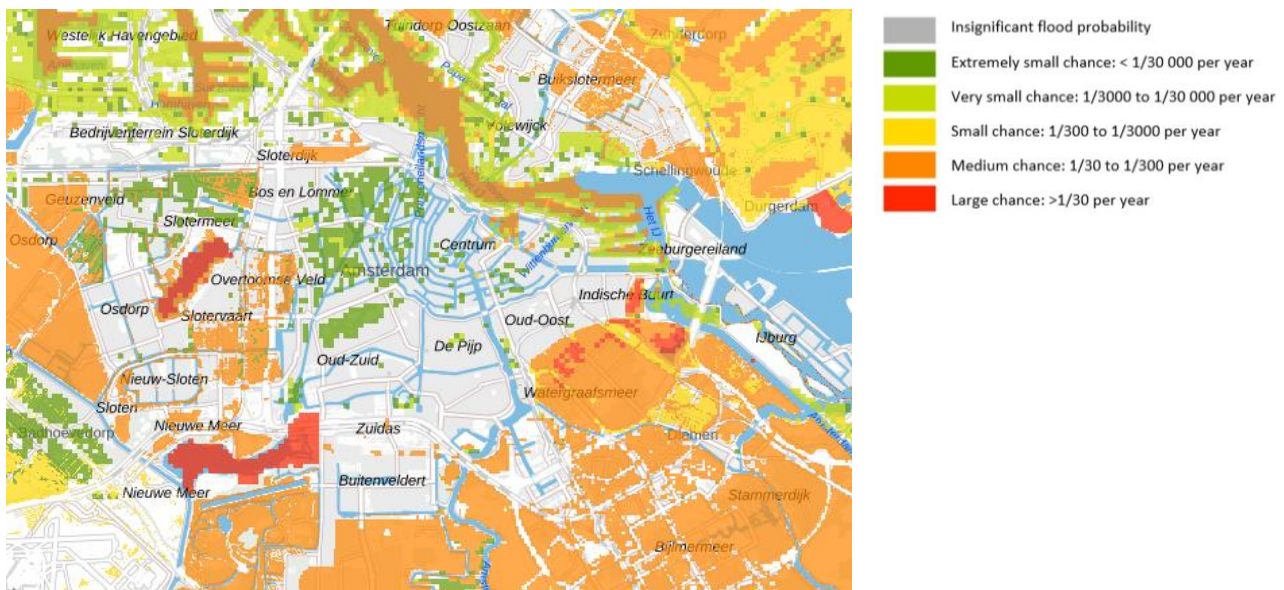 Tuindorp Oostzaan
Westelijk Havengebied
Zunderdorp
Buikslotermeer
Volewijck
Bedrijventerrein Sloterdijk
Sloterdijk
Schellingwoude
Bos en Lommer
Geuzenveld
Durgerdam
Slotermeer
Het IJ
Osdorp
Centrum
Zeeburgereiland
Amsterdam
Overtoomse Veld
Indische Buurt
Osdorp
Slotervaart
Oud-Oost
IJburg
De Pijp
Oud-Zuid
Nieuw-Sloten
Watergraafsmeer
Sloten
Nieuwe Meer
Zuidas
Badhoevedorp
Diemen
Buitenveldert
Nieuwe Meer
Stammerdijk
Bijlmermeer
Insignificant flood probability
Extremely small chance: < 1/30 000 per year
Very small chance: 1/3000 to 1/30 000 per year
Small chance: 1/300 to 1/3000 per year
Medium chance: 1/30 to 1/300 per year
Large chance: >1/30 per year